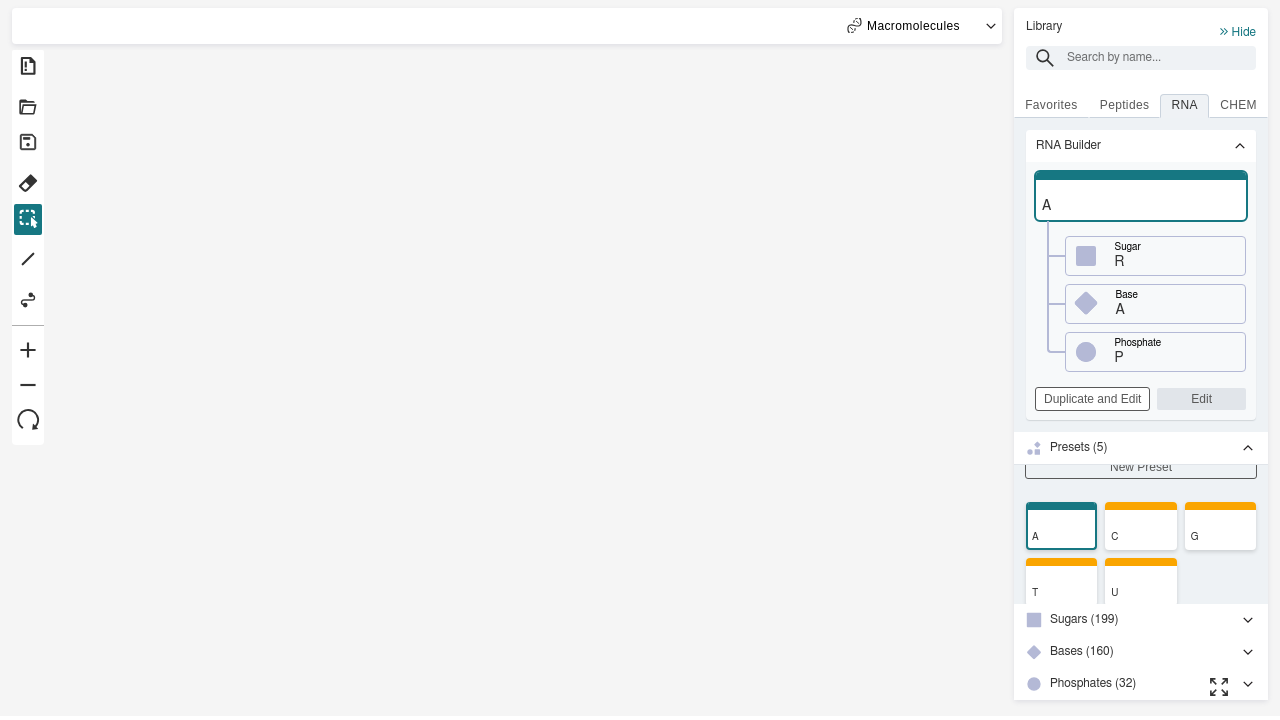 Macromolecules
Library
Hide
Search by name...
Favorites
Peptides
RNA
CHEM
RNA Builder
A
Sugar
R
Base
A
Phosphate
P
Duplicate and Edit
Edit
Presets (5)
New Preset
A
C
G
T
U
Sugars (199)
Bases (160)
Phosphates (32)